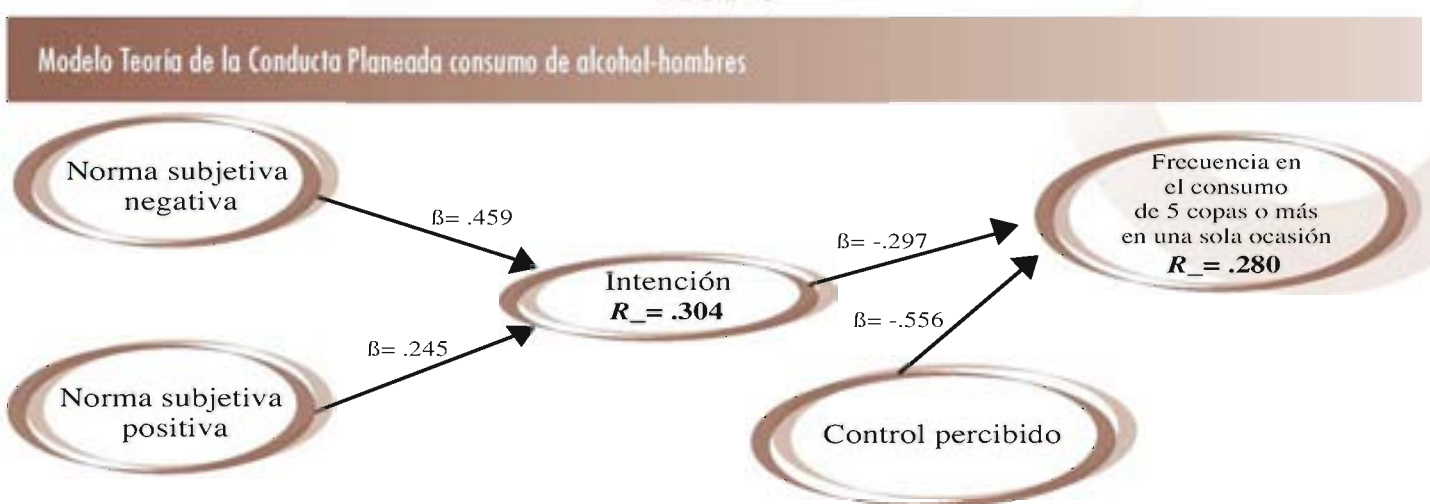 Modelo Teoría de la Conducta Planeada consumo de alcohol-hombres
Norma subjetiva
negativa
ß= .459
Norma subjetiva
positiva
ß= .245
Intención
R_= .304
ß= -.297
ß= -.556
Frecuencia en
el consumo
de 5 copas o más
en una sola ocasión
R_= .280
Control percibido